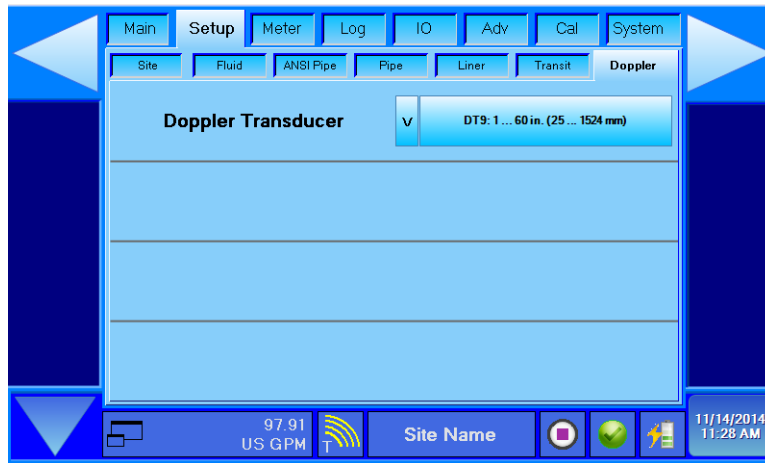 Main Setup Meter Log IO Adv Cal System
Site Fluid ANSI Pipe Pipe Liner Transit Doppler
Doppler Transducer v DT9: 1 ... 60 in. (25 ... 1524 mm)
97.91
US GPM T Site Name
11/14/2014
11:28 AM